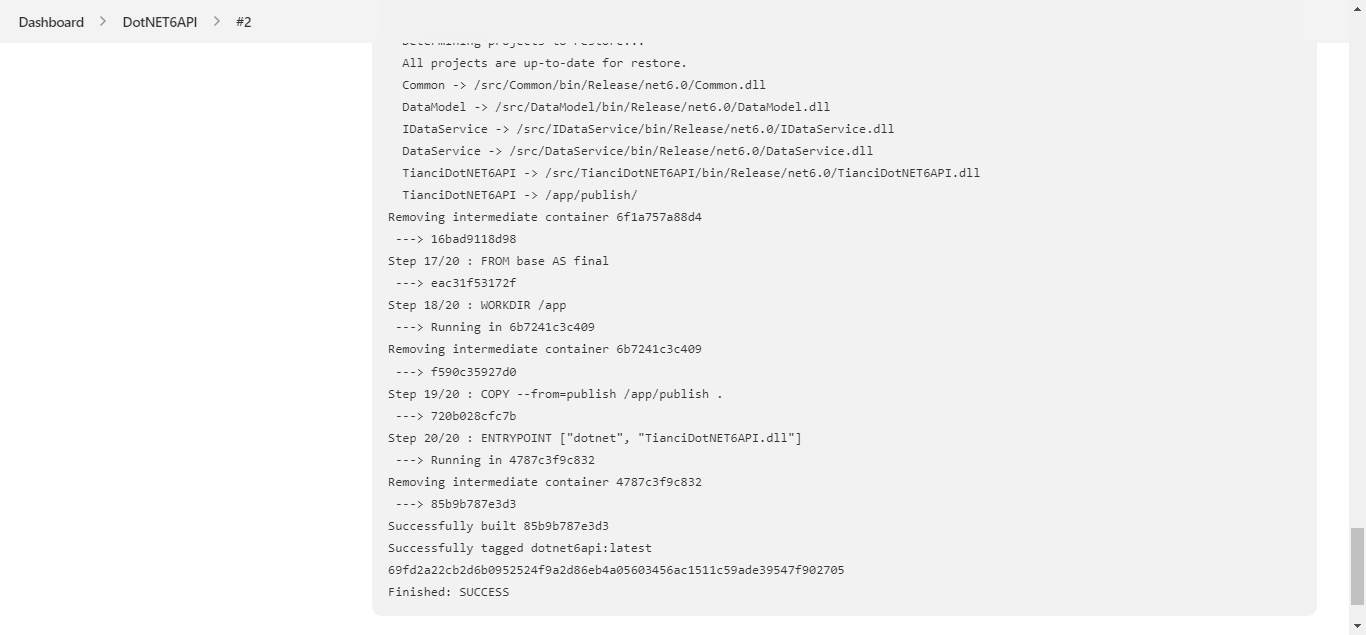 Dashboard > DotNET6API > #2
Determining projects to restore...
All projects are up-to-date for restore.
Common -> /src/Common/bin/Release/net6.0/Common.dll
DataModel -> /src/DataModel/bin/Release/net6.0/DataModel.dll
IDataService -> /src/IDataService/bin/Release/net6.0/IDataService.dll
DataService -> /src/DataService/bin/Release/net6.0/DataService.dll
TianciDotNET6API -> /src/TianciDotNET6API/bin/Release/net6.0/TianciDotNET6API.dll
TianciDotNET6API -> /app/publish/
Removing intermediate container 6f1a757a88d4
---> 16bad9118d98
Step 17/20 : FROM base AS final
---> eac31f53172f
Step 18/20 : WORKDIR /app
---> Running in 6b7241c3c409
Removing intermediate container 6b7241c3c409
---> f590c35927d0
Step 19/20 : COPY --from=publish /app/publish .
---> 720b028cfc7b
Step 20/20 : ENTRYPOINT ["dotnet", "TianciDotNET6API.dll"]
---> Running in 4787c3f9c832
Removing intermediate container 4787c3f9c832
---> 85b9b787e3d3
Successfully built 85b9b787e3d3
Successfully tagged dotnet6api:latest
69fd2a22cb2d6b0952524f9a2d86eb4a05603456ac1511c59ade39547f902705
Finished: SUCCESS